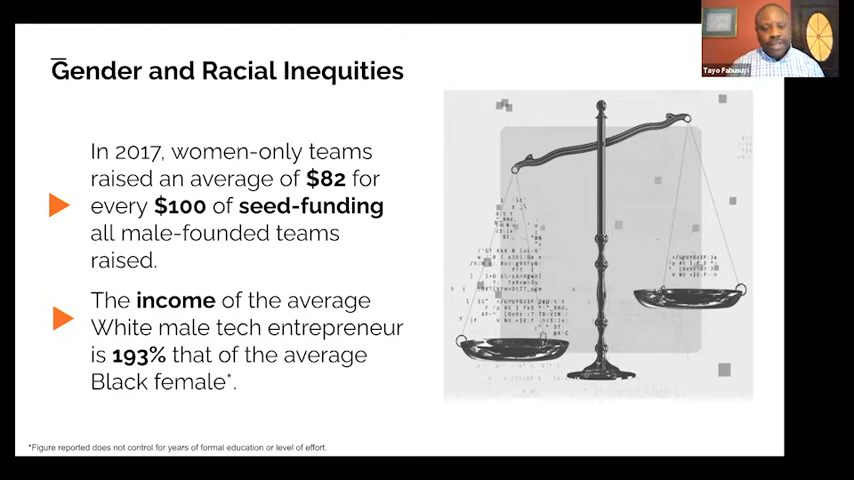 Gender and Racial Inequities
In 2017, women-only teams
raised an average of $82 for
every $100 of seed-funding
all male-founded teams
raised.
The income of the average
White male tech entrepreneur
is 193% that of the average
Black female*.
*Figure reported does not control for years of formal education or level of effort.
Tayo Fabusuyi